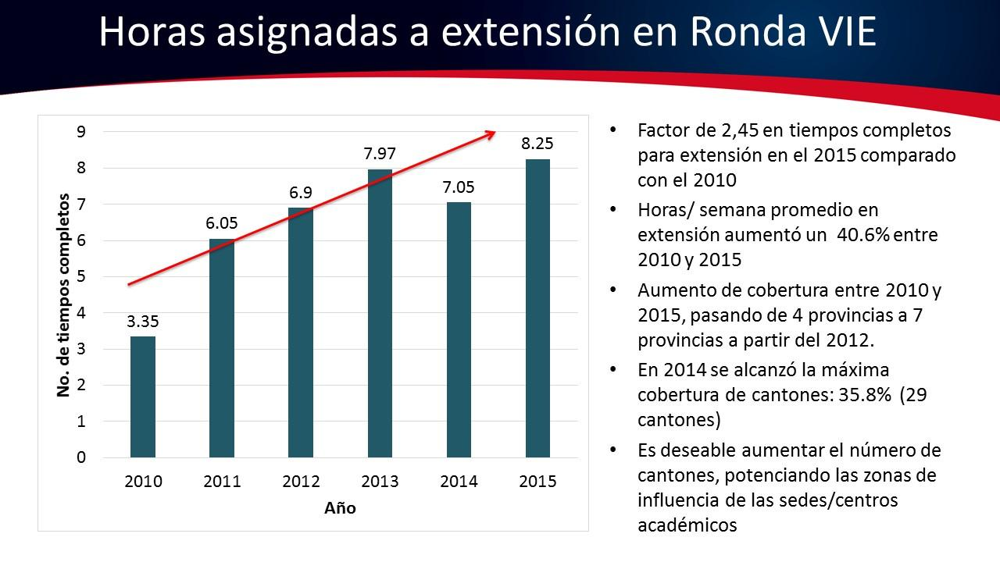 Horas asignadas a extensión en Ronda VIE
No. de tiempos completos
9
8
7
6
5
4
3
2
1
0
3.35
6.05
6.9
7.97
7.05
8.25
2010 2011 2012 2013 2014 2015
Año
• Factor de 2,45 en tiempos completos
para extensión en el 2015 comparado
con el 2010
• Horas/ semana promedio en
extensión aumentó un 40.6% entre
2010 y 2015
• Aumento de cobertura entre 2010 y
2015, pasando de 4 provincias a 7
provincias a partir del 2012.
• En 2014 se alcanzó la máxima
cobertura de cantones: 35.8% (29
cantones)
• Es deseable aumentar el número de
cantones, potenciando las zonas de
influencia de las sedes/centros
académicos